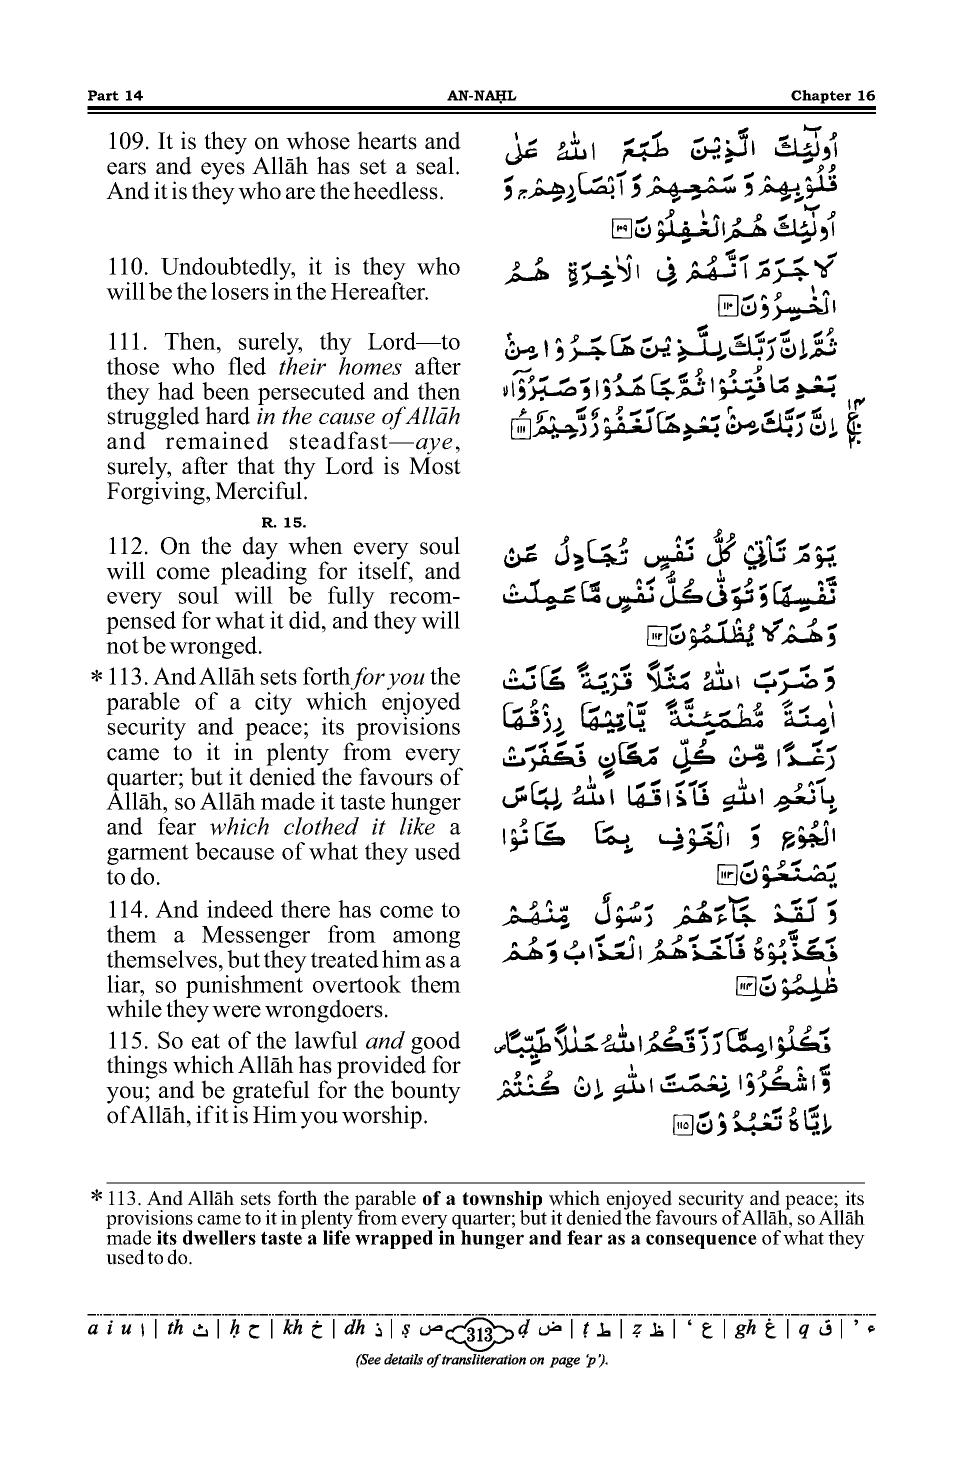 Part 14 AN-NAḤL Chapter 16
109. It is they on whose hearts and
ears and eyes Allāh has set a seal.
And it is they who are the heedless.
اُولٰٓئِكَ الَّذِيْنَ طَبَعَ اللّٰهُ عَلٰى
قُلُوْبِهِمْ وَ سَمْعِهِمْ وَ اَبْصَارِهِمْ ۚ وَ
اُولٰٓئِكَ هُمُ الْغٰفِلُوْنَ ﴿۱۰۹﴾
110. Undoubtedly, it is they who
will be the losers in the Hereafter.
لَا جَرَمَ اَنَّهُمْ فِى الْاٰخِرَةِ هُمُ
الْخٰسِرُوْنَ ﴿۱۱۰﴾
111. Then, surely, thy Lord—to
those who fled their homes after
they had been persecuted and then
struggled hard in the cause of Allāh
and remained steadfast—aye,
surely, after that thy Lord is Most
Forgiving, Merciful.
ثُمَّ اِنَّ رَبَّكَ لِلَّذِيْنَ هَاجَرُوْا مِنْۢ
بَعْدِ مَا فُتِنُوْا ثُمَّ جَاهَدُوْا وَ صَبَرُوْۤا ۙ
اِنَّ رَبَّكَ مِنْۢ بَعْدِهَا لَغَفُوْرٌ رَّحِيْمٌ ﴿۱۱۱﴾
R. 15.
112. On the day when every soul
will come pleading for itself, and
every soul will be fully recom-
pensed for what it did, and they will
not be wronged.
يَوْمَ تَاْتِيْ كُلُّ نَفْسٍ تُجَادِلُ عَنْ
نَّفْسِهَا وَ تُوَفّٰى كُلُّ نَفْسٍ مَّا عَمِلَتْ
وَ هُمْ لَا يُظْلَمُوْنَ ﴿۱۱۲﴾
* 113. And Allāh sets forth for you the
parable of a city which enjoyed
security and peace; its provisions
came to it in plenty from every
quarter; but it denied the favours of
Allāh, so Allāh made it taste hunger
and fear which clothed it like a
garment because of what they used
to do.
وَ ضَرَبَ اللّٰهُ مَثَلًا قَرْيَةً كَانَتْ
اٰمِنَةً مُّطْمَئِنَّةً يَّاْتِيْهَا رِزْقُهَا
رَغَدًا مِّنْ كُلِّ مَكَانٍ فَكَفَرَتْ
بِاَنْعُمِ اللّٰهِ فَاَذَاقَهَا اللّٰهُ لِبَاسَ
الْجُوْعِ وَ الْخَوْفِ بِمَا كَانُوْا
يَصْنَعُوْنَ ﴿۱۱۳﴾
114. And indeed there has come to
them a Messenger from among
themselves, but they treated him as a
liar, so punishment overtook them
while they were wrongdoers.
وَ لَقَدْ جَآءَهُمْ رَسُوْلٌ مِّنْهُمْ
فَكَذَّبُوْهُ فَاَخَذَهُمُ الْعَذَابُ وَ هُمْ
ظٰلِمُوْنَ ﴿۱۱۴﴾
115. So eat of the lawful and good
things which Allāh has provided for
you; and be grateful for the bounty
of Allāh, if it is Him you worship.
فَكُلُوْا مِمَّا رَزَقَكُمُ اللّٰهُ حَلٰلًا طَيِّبًا ۪
وَّ اشْكُرُوْا نِعْمَتَ اللّٰهِ اِنْ كُنْتُمْ
اِيَّاهُ تَعْبُدُوْنَ ﴿۱۱۵﴾
* 113. And Allāh sets forth the parable of a township which enjoyed security and peace; its
provisions came to it in plenty from every quarter; but it denied the favours of Allāh, so Allāh
made its dwellers taste a life wrapped in hunger and fear as a consequence of what they
used to do.
a i u ا | th ث | ḥ ح | kh خ | dh ذ | ṣ ص 313 ḍ ض | ṭ ط | ẓ ظ | ‘ ع | gh غ | q ق | ’ ء
(See details of transliteration on page ‘p’).